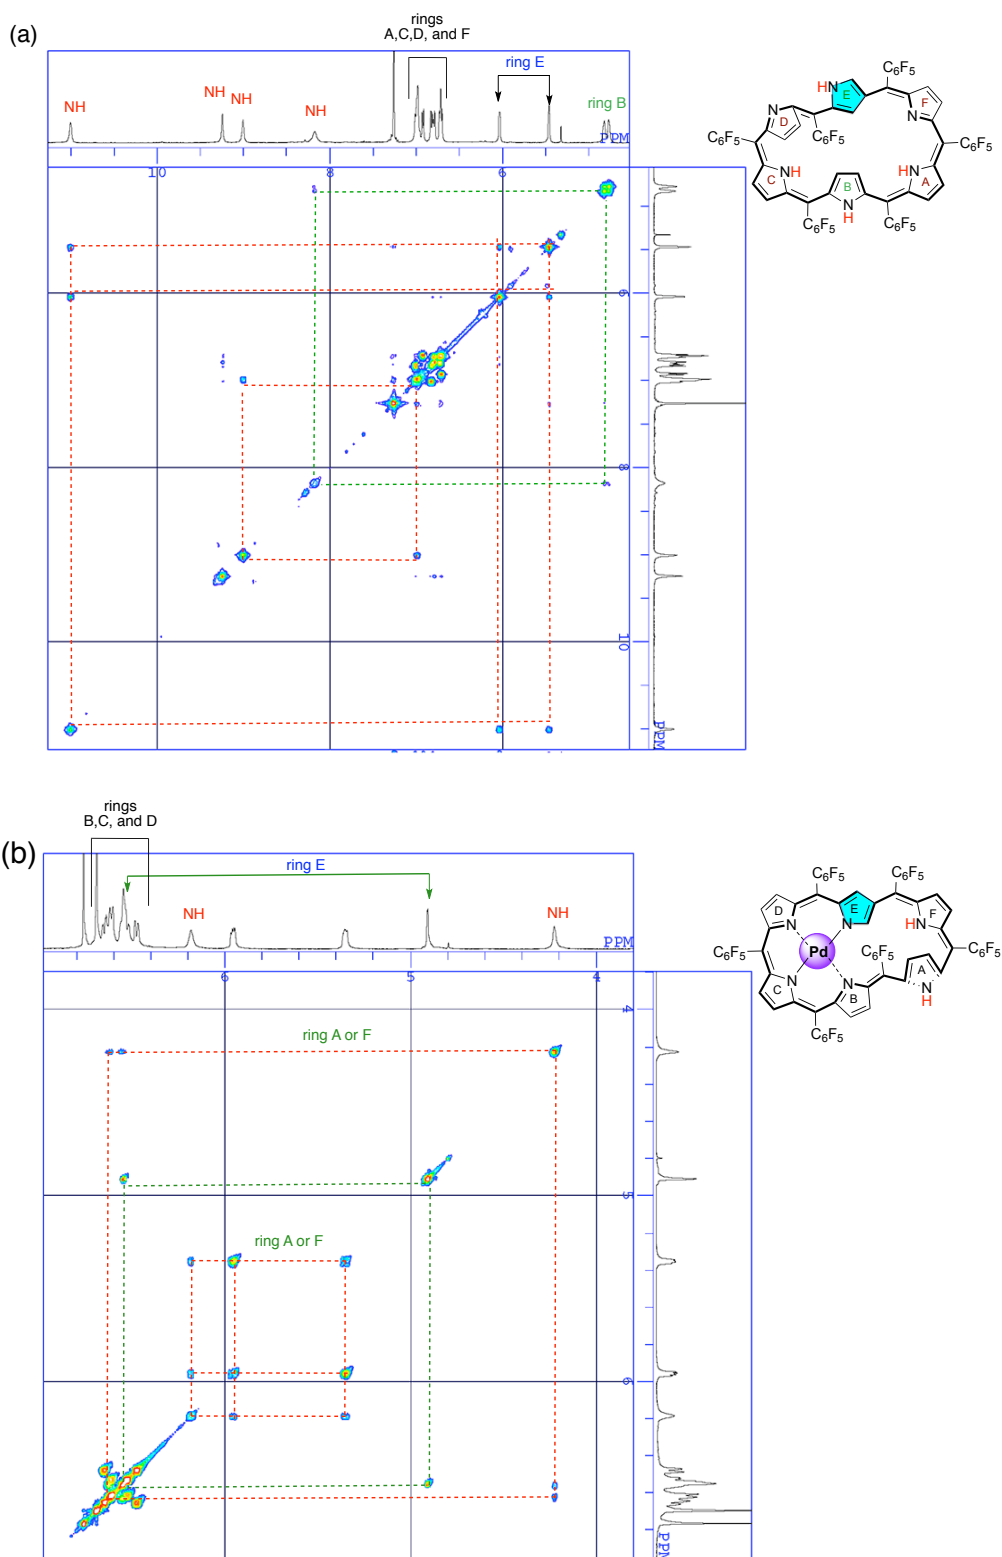 (a)
rings
A,C,D, and F
ring E
NH
NH
NH
NH
ring B
PPM
10
8
6
6
8
10
PPM
C6F5
HN
E
F
N
D
N
C6F5
C6F5
C6F5
C
NH
HN
A
B
N
H
C6F5
C6F5
(b)
rings
B,C, and D
ring E
NH
NH
PPM
6
5
4
ring A or F
4
5
ring A or F
6
PPM
C6F5
C6F5
D
N
E
N
F
HN
C6F5
Pd
C6F5
C6F5
C
N
N
B
A
N
H
C6F5